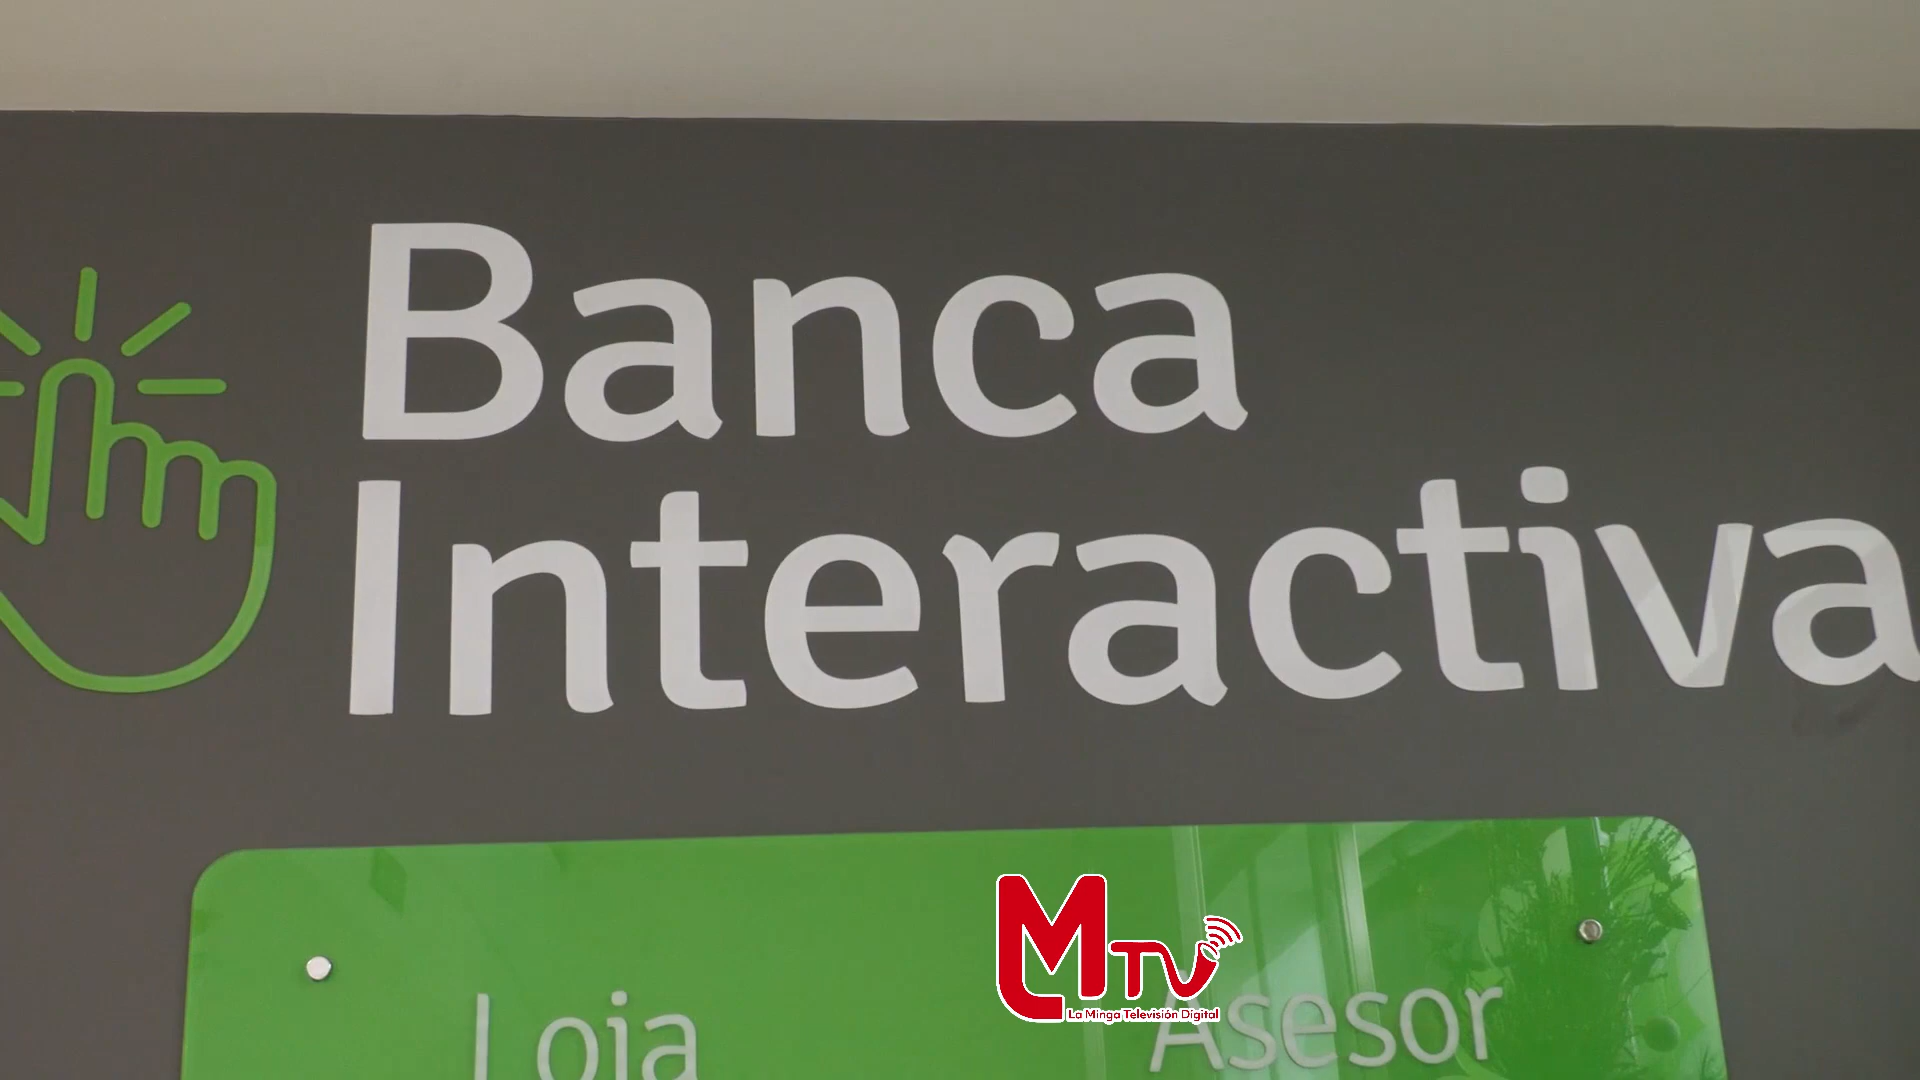 Banca
Interactiva
Loja
Asesor
MTV
La Minga Televisión Digital